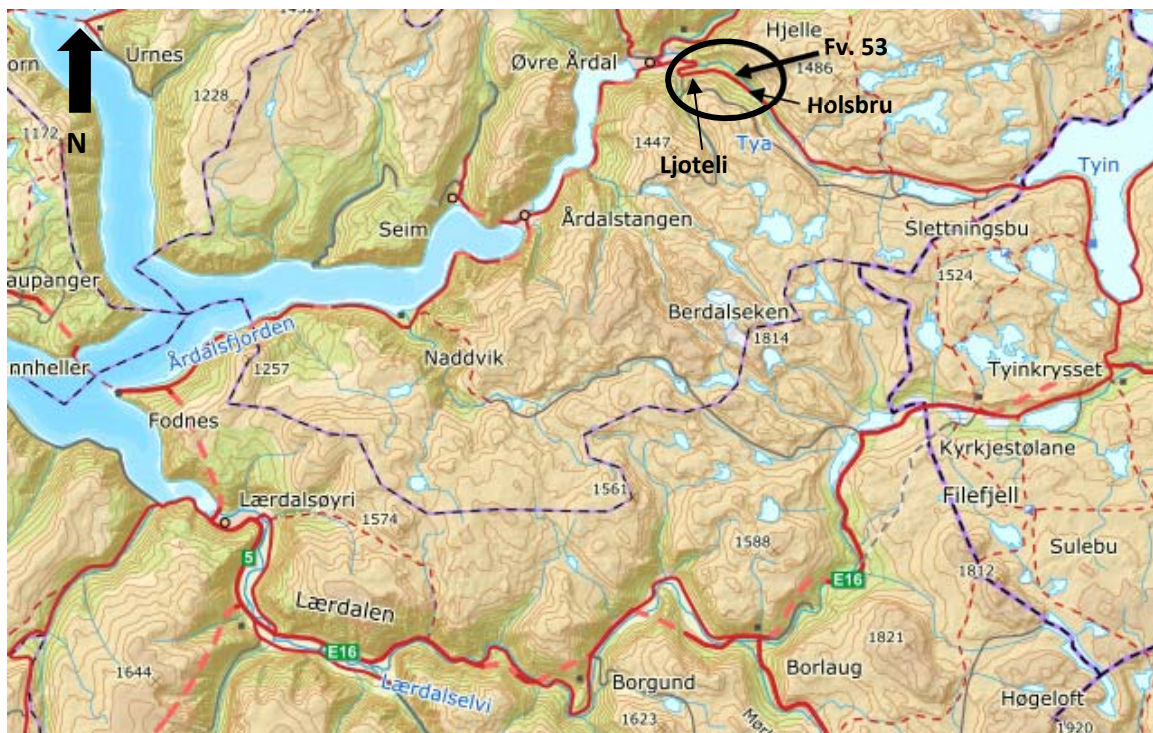 Urnes
orn
1228
1172
N
Øvre Årdal
Hjelle
Fv. 53
1486
Holsbru
1447
Ljoteli
Tya
Tyin
Seim
Årdalstangen
Slettningsbu
aupanger
1524
Årdalsfjorden
Berdalseken
1814
nnheller
Naddvik
1257
Tyinkrysset
Fodnes
Kyrkjestølane
Lærdalsøyri
1561
Filefjell
1574
1588
Sulebu
5
E16
1812
Lærdalen
1821
E16
1644
Lærdalselvi
Borgund
Borlaug
Høgeloft
1623
1920